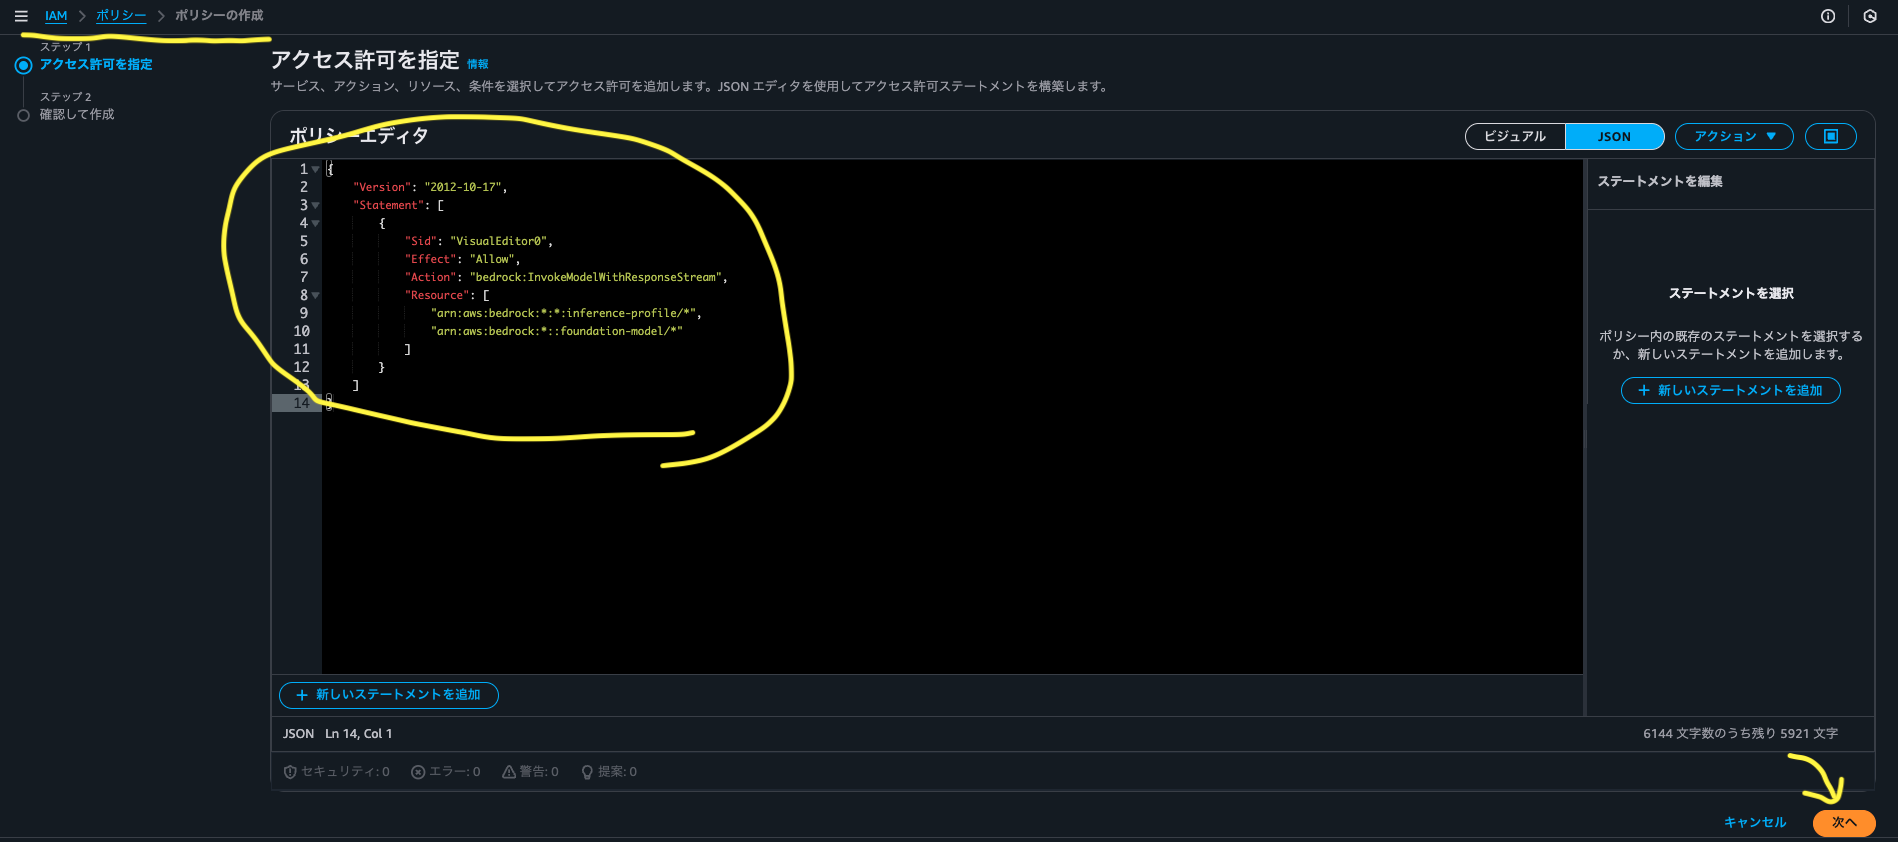 IAM > ポリシー > ポリシーの作成
ステップ 1
アクセス許可を指定
ステップ 2
確認して作成
アクセス許可を指定 情報
サービス、アクション、リソース、条件を選択してアクセス許可を追加します。JSON エディタを使用してアクセス許可ステートメントを構築します。
ポリシーエディタ
ビジュアル JSON アクション
1 {
2 "Version": "2012-10-17",
3 "Statement": [
4 {
5 "Sid": "VisualEditor0",
6 "Effect": "Allow",
7 "Action": "bedrock:InvokeModelWithResponseStream",
8 "Resource": [
9 "arn:aws:bedrock:*:*:inference-profile/*",
10 "arn:aws:bedrock:*::foundation-model/*"
11 ]
12 }
13 ]
14 }
ステートメントを編集
ステートメントを選択
ポリシー内の既存のステートメントを選択する
か、新しいステートメントを追加します。
+ 新しいステートメントを追加
+ 新しいステートメントを追加
JSON Ln 14, Col 1
6144 文字数のうち残り 5921 文字
セキュリティ: 0 エラー: 0 警告: 0 提案: 0
キャンセル 次へ